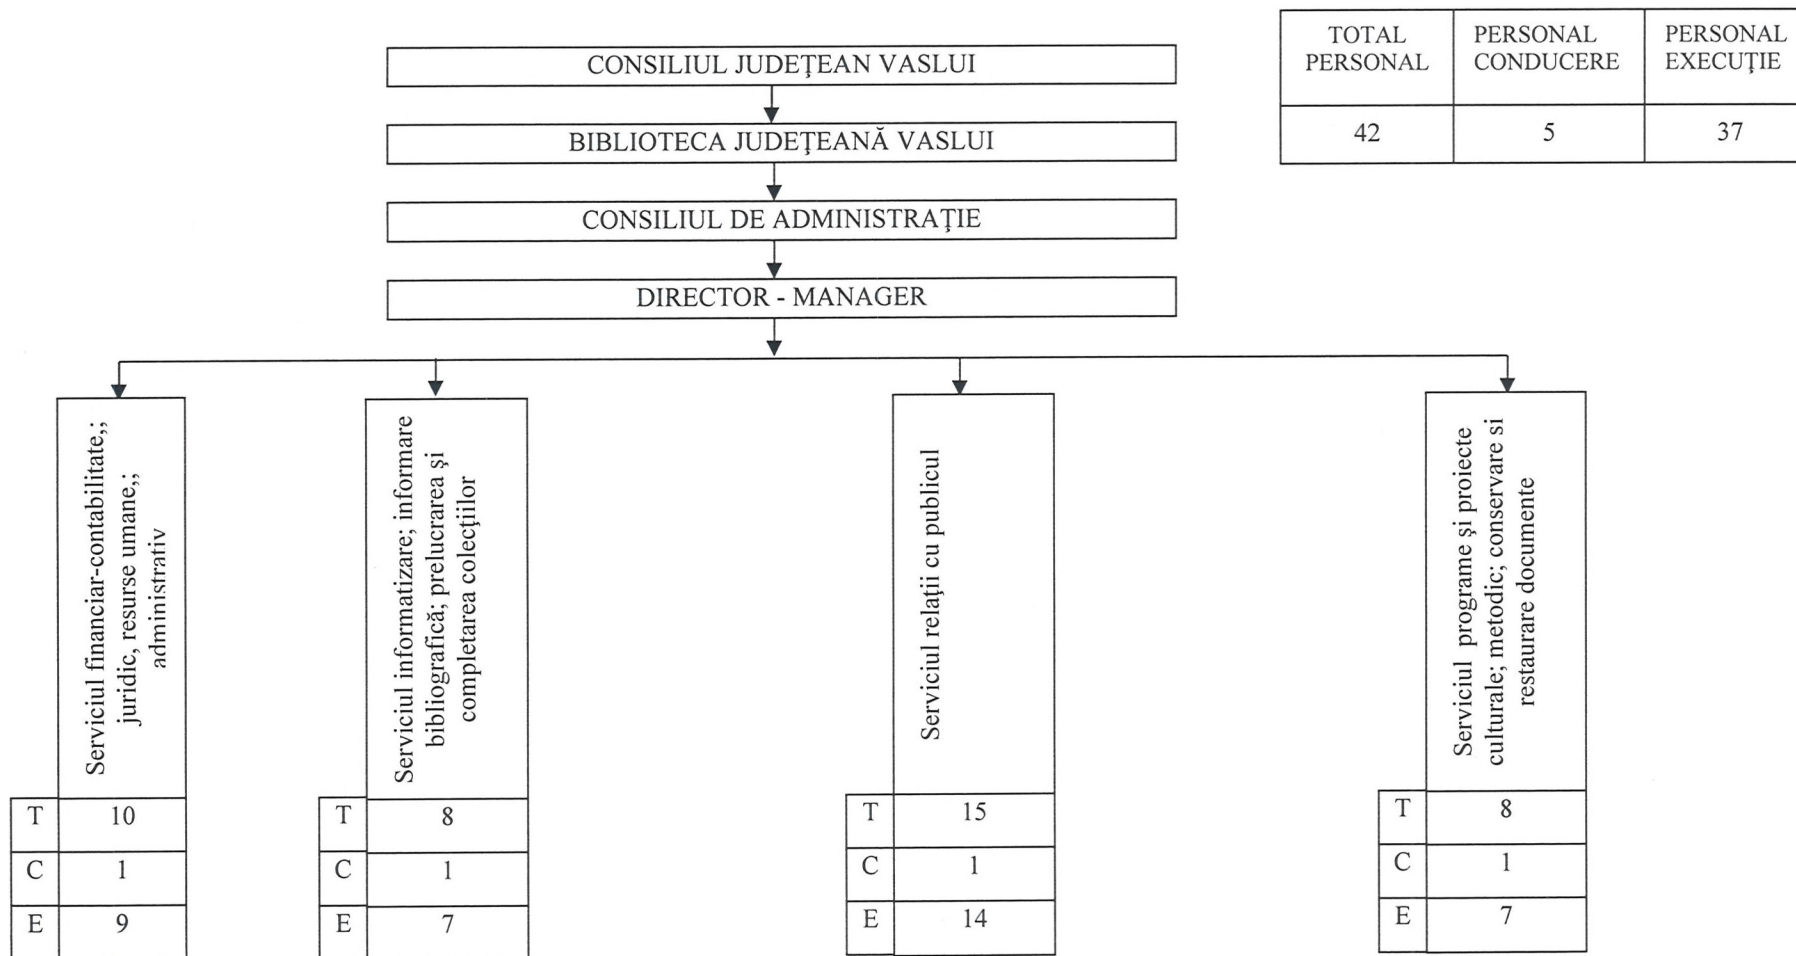 TOTAL
PERSONAL
PERSONAL
CONDUCERE
PERSONAL
EXECUŢIE
42
5
37
CONSILIUL JUDEŢEAN VASLUI
BIBLIOTECA JUDEŢEANĂ VASLUI
CONSILIUL DE ADMINISTRAŢIE
DIRECTOR - MANAGER
Serviciul financiar-contabilitate,;
juridic, resurse umane,;
administrativ
T 10
C 1
E 9
Serviciul informatizare; informare
bibliografică; prelucrarea şi
completarea colecţiilor
T 8
C 1
E 7
Serviciul relaţii cu publicul
T 15
C 1
E 14
Serviciul programe şi proiecte
culturale; metodic; conservare si
restaurare documente
T 8
C 1
E 7